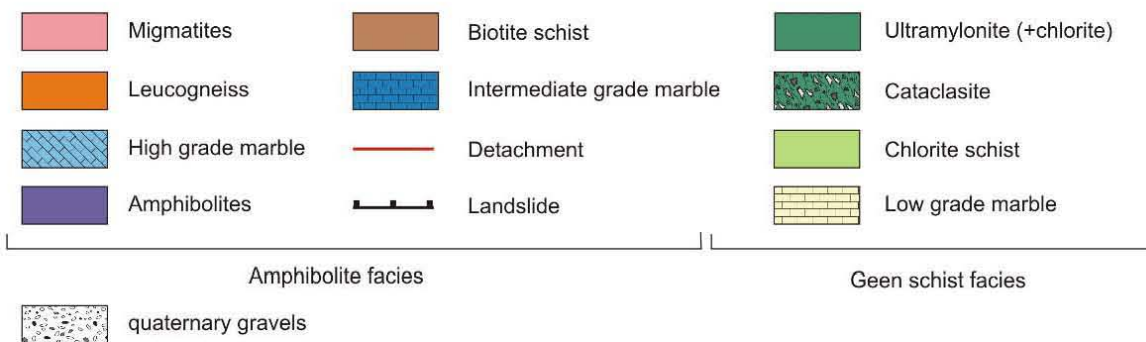 Migmatites
Biotite schist
Ultramylonite (+chlorite)
Leucogneiss
Intermediate grade marble
Cataclasite
High grade marble
Detachment
Chlorite schist
Amphibolites
Landslide
Low grade marble
Amphibolite facies
Geen schist facies
quaternary gravels